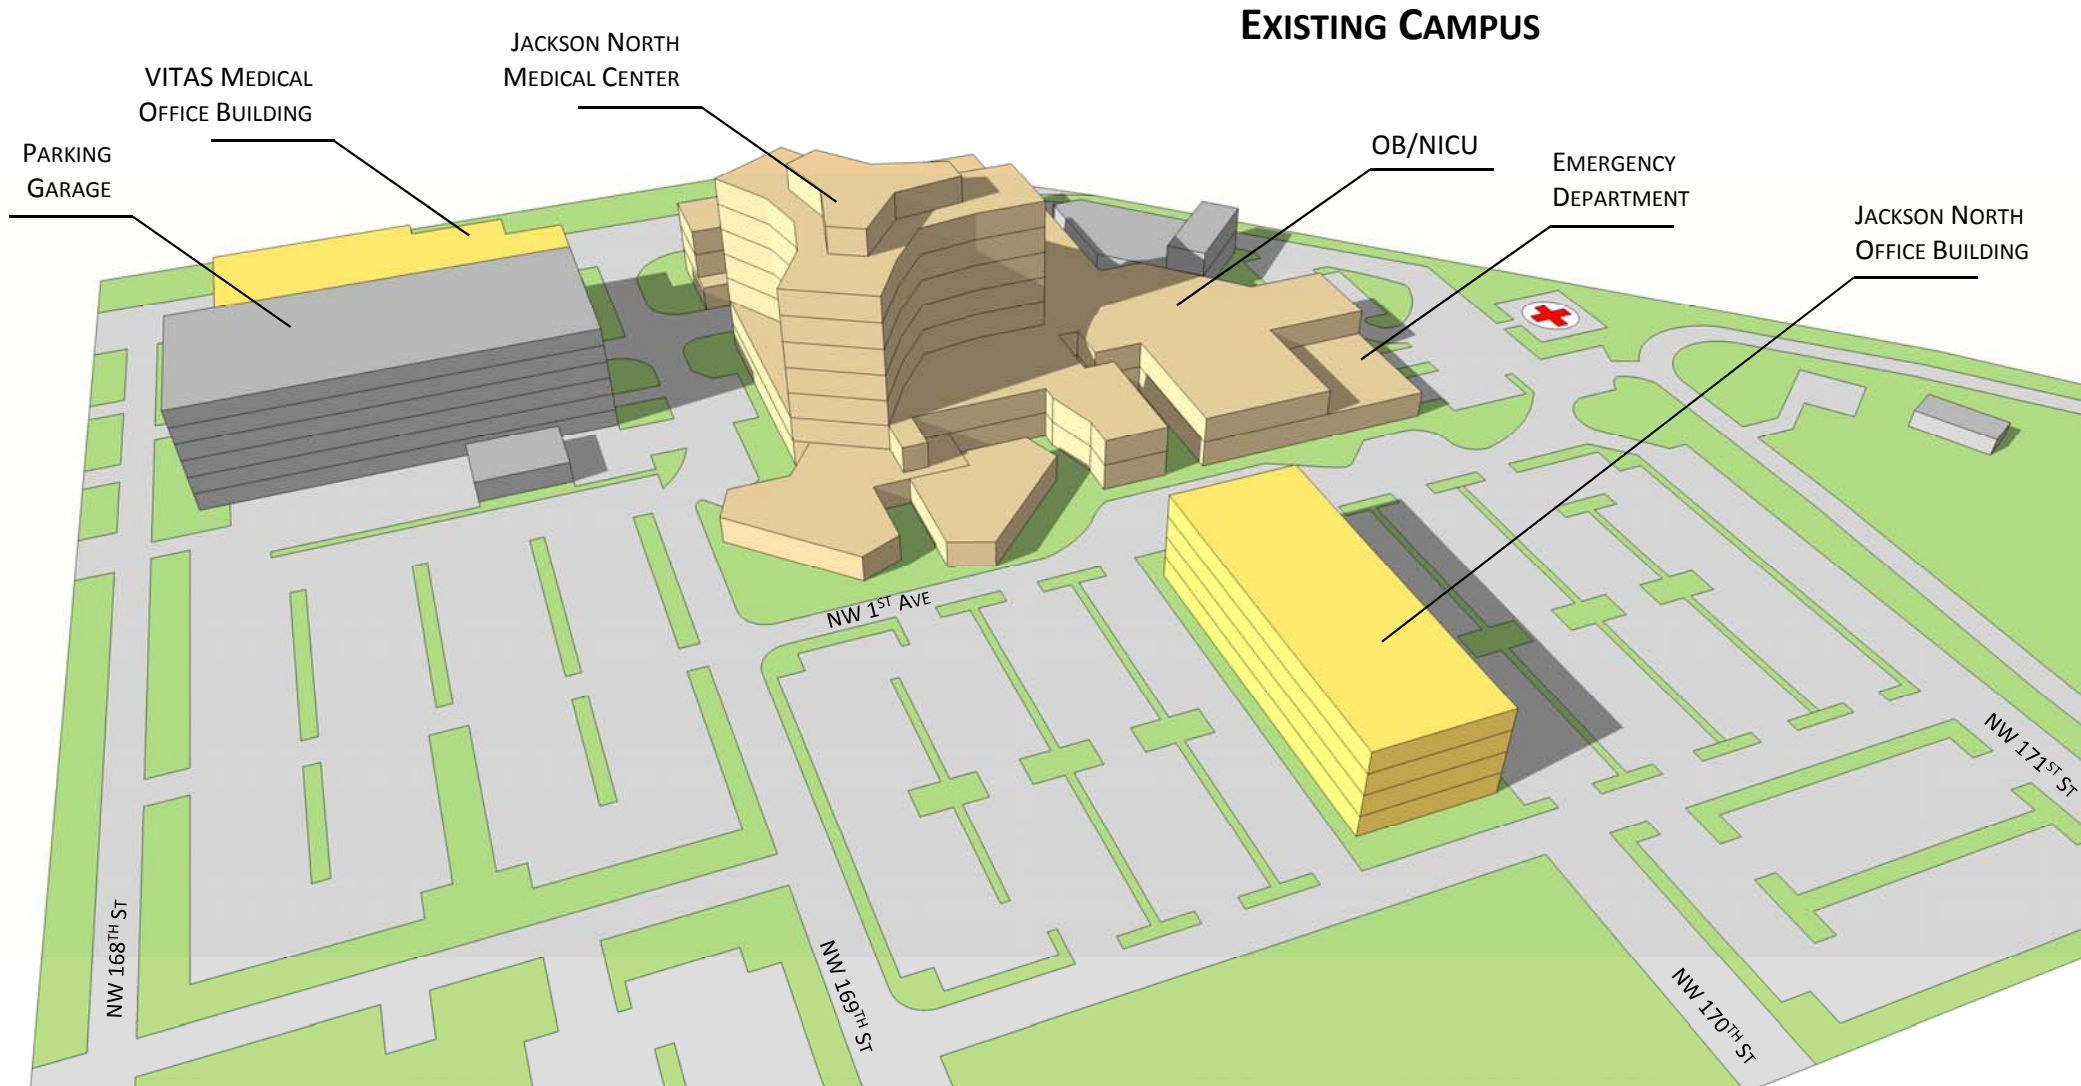 EXISTING CAMPUS
JACKSON NORTH
MEDICAL CENTER
VITAS MEDICAL
OFFICE BUILDING
PARKING
GARAGE
OB/NICU
EMERGENCY
DEPARTMENT
JACKSON NORTH
OFFICE BUILDING
NW 1ST AVE
NW 171ST ST
NW 168TH ST
NW 169TH ST
NW 170TH ST